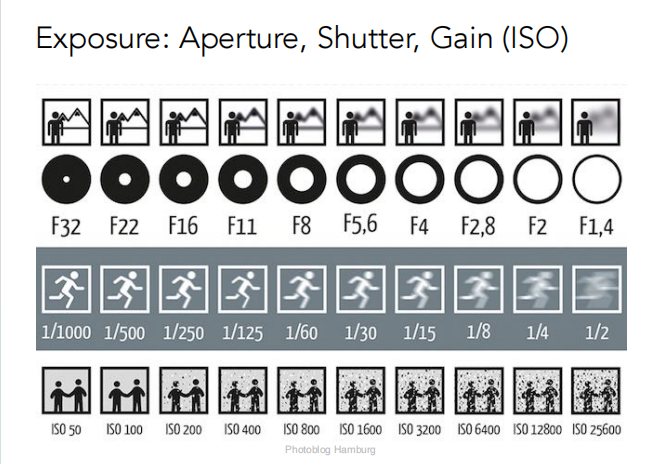 Exposure: Aperture, Shutter, Gain (ISO)
F32 F22 F16 F11 F8 F5,6 F4 F2,8 F2 F1,4
1/1000 1/500 1/250 1/125 1/60 1/30 1/15 1/8 1/4 1/2
ISO 50 ISO 100 ISO 200 ISO 400 ISO 800 ISO 1600 ISO 3200 ISO 6400 ISO 12800 ISO 25600
Photoblog Hamburg